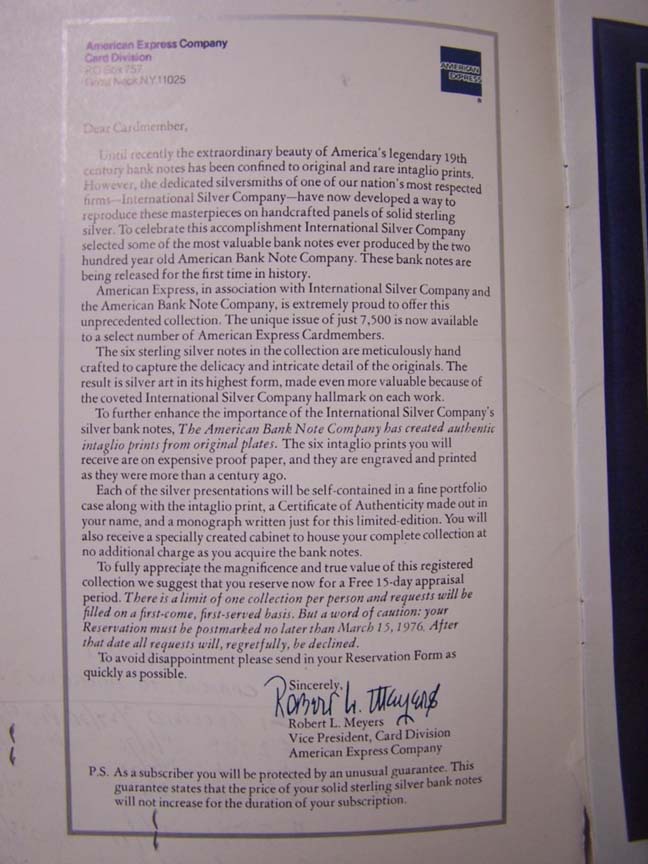 American Express Company
Card Division
PO Box 757
Great Neck, NY 11025
AMERICAN
EXPRESS
®
Dear Cardmember,
Until recently the extraordinary beauty of America's legendary 19th
century bank notes has been confined to original and rare intaglio prints.
However, the dedicated silversmiths of one of our nation's most respected
firms—International Silver Company—have now developed a way to
reproduce these masterpieces on handcrafted panels of solid sterling
silver. To celebrate this accomplishment International Silver Company
selected some of the most valuable bank notes ever produced by the two
hundred year old American Bank Note Company. These bank notes are
being released for the first time in history.
American Express, in association with International Silver Company and
the American Bank Note Company, is extremely proud to offer this
unprecedented collection. The unique issue of just 7,500 is now available
to a select number of American Express Cardmembers.
The six sterling silver notes in the collection are meticulously hand
crafted to capture the delicacy and intricate detail of the originals. The
result is silver art in its highest form, made even more valuable because of
the coveted International Silver Company hallmark on each work.
To further enhance the importance of the International Silver Company's
silver bank notes, The American Bank Note Company has created authentic
intaglio prints from original plates. The six intaglio prints you will
receive are on expensive proof paper, and they are engraved and printed
as they were more than a century ago.
Each of the silver presentations will be self-contained in a fine portfolio
case along with the intaglio print, a Certificate of Authenticity made out in
your name, and a monograph written just for this limited-edition. You will
also receive a specially created cabinet to house your complete collection at
no additional charge as you acquire the bank notes.
To fully appreciate the magnificence and true value of this registered
collection we suggest that you reserve now for a Free 15-day appraisal
period. There is a limit of one collection per person and requests will be
filled on a first-come, first-served basis. But a word of caution: your
Reservation must be postmarked no later than March 15, 1976. After
that date all requests will, regretfully, be declined.
To avoid disappointment please send in your Reservation Form as
quickly as possible.
Sincerely,
Robert L. Meyers
Robert L. Meyers
Vice President, Card Division
American Express Company
P.S. As a subscriber you will be protected by an unusual guarantee. This
guarantee states that the price of your solid sterling silver bank notes
will not increase for the duration of your subscription.